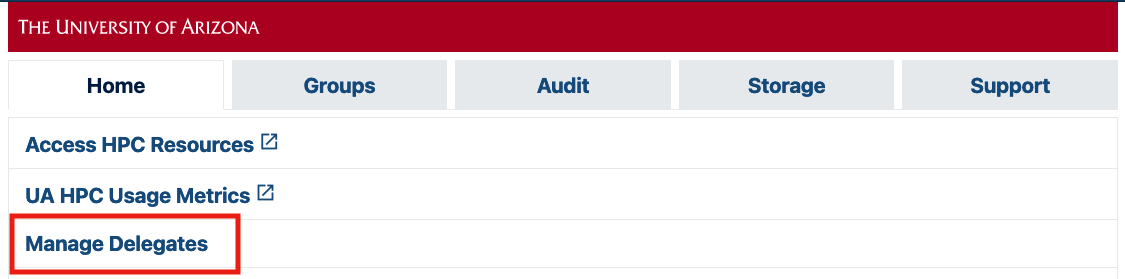 THE UNIVERSITY OF ARIZONA
Home Groups Audit Storage Support
Access HPC Resources
UA HPC Usage Metrics
Manage Delegates